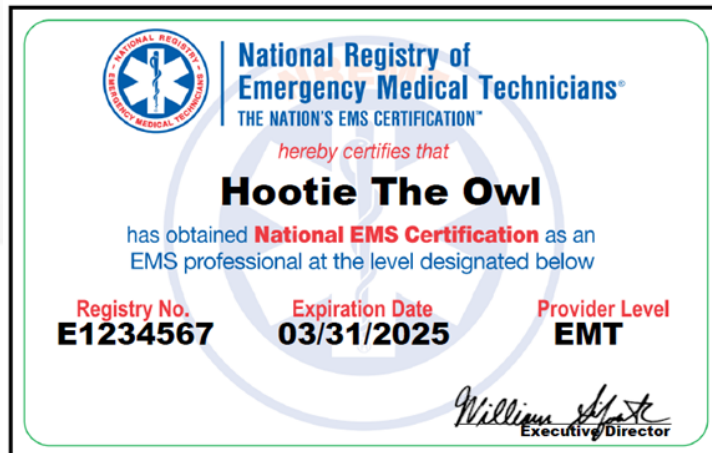 NATIONAL REGISTRY
EMERGENCY MEDICAL TECHNICIANS
National Registry of
Emergency Medical Technicians®
THE NATION'S EMS CERTIFICATION™
hereby certifies that
Hootie The Owl
has obtained National EMS Certification as an
EMS professional at the level designated below
Registry No. Expiration Date Provider Level
E1234567 03/31/2025 EMT
William
Executive Director